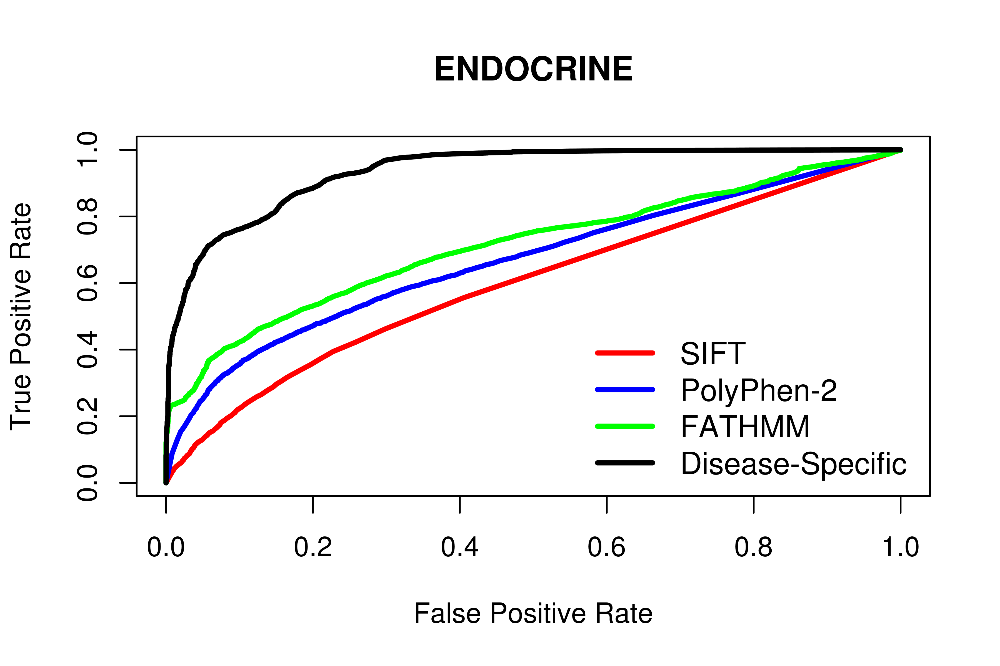 ENDOCRINE
True Positive Rate
1.0
0.8
0.6
0.4
0.2
0.0
SIFT
PolyPhen-2
FATHMM
Disease-Specific
0.0 0.2 0.4 0.6 0.8 1.0
False Positive Rate